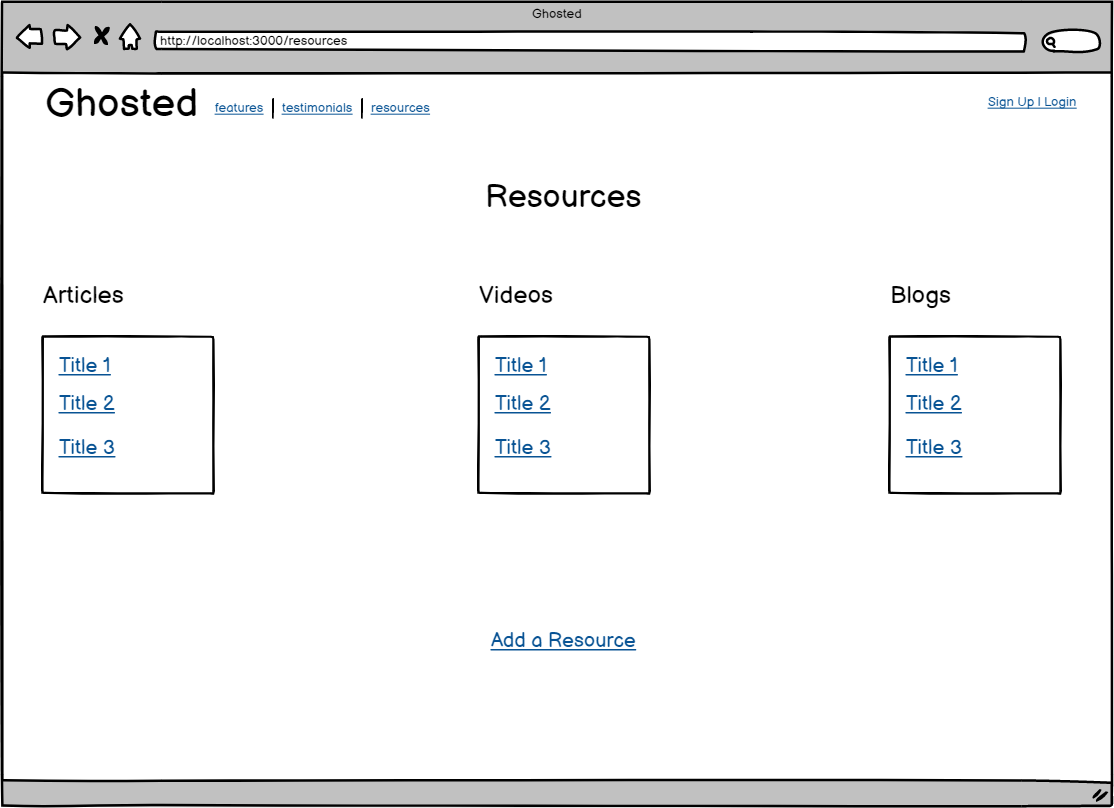 Ghosted
http://localhost:3000/resources
Ghosted features | testimonials | resources Sign Up | Login
Resources
Articles Videos Blogs
Title 1 Title 1 Title 1
Title 2 Title 2 Title 2
Title 3 Title 3 Title 3
Add a Resource